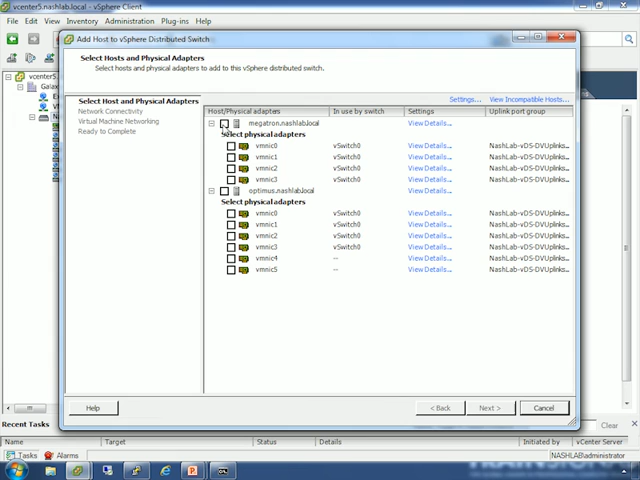 vcenter5.nashlab.local - vSphere Client
File Edit View Inventory Administration Plug-ins Help
Add Host to vSphere Distributed Switch
Select Hosts and Physical Adapters
Select hosts and physical adapters to add to this vSphere distributed switch.
vcenter5
Gala
Select Host and Physical Adapters
Network Connectivity
Virtual Machine Networking
Ready to Complete
Settings... View Incompatible Hosts...
Host/Physical adapters In use by switch Settings Uplink port group
megatron.nashlab.local View Details...
Select physical adapters
vmnic0 vSwitch0 View Details... NashLab-vDS-DVUplinks...
vmnic1 vSwitch0 View Details... NashLab-vDS-DVUplinks...
vmnic2 vSwitch0 View Details... NashLab-vDS-DVUplinks...
vmnic3 vSwitch0 View Details... NashLab-vDS-DVUplinks...
optimus.nashlab.local View Details...
Select physical adapters
vmnic0 vSwitch0 View Details... NashLab-vDS-DVUplinks...
vmnic1 vSwitch0 View Details... NashLab-vDS-DVUplinks...
vmnic2 vSwitch0 View Details... NashLab-vDS-DVUplinks...
vmnic3 vSwitch0 View Details... NashLab-vDS-DVUplinks...
vmnic4 -- View Details... NashLab-vDS-DVUplinks...
vmnic5 -- View Details... NashLab-vDS-DVUplinks...
Help < Back Next > Cancel
Recent Tasks Clear
Name Target Status Details Initiated by vCenter Server
Tasks Alarms NASHLAB\administrator